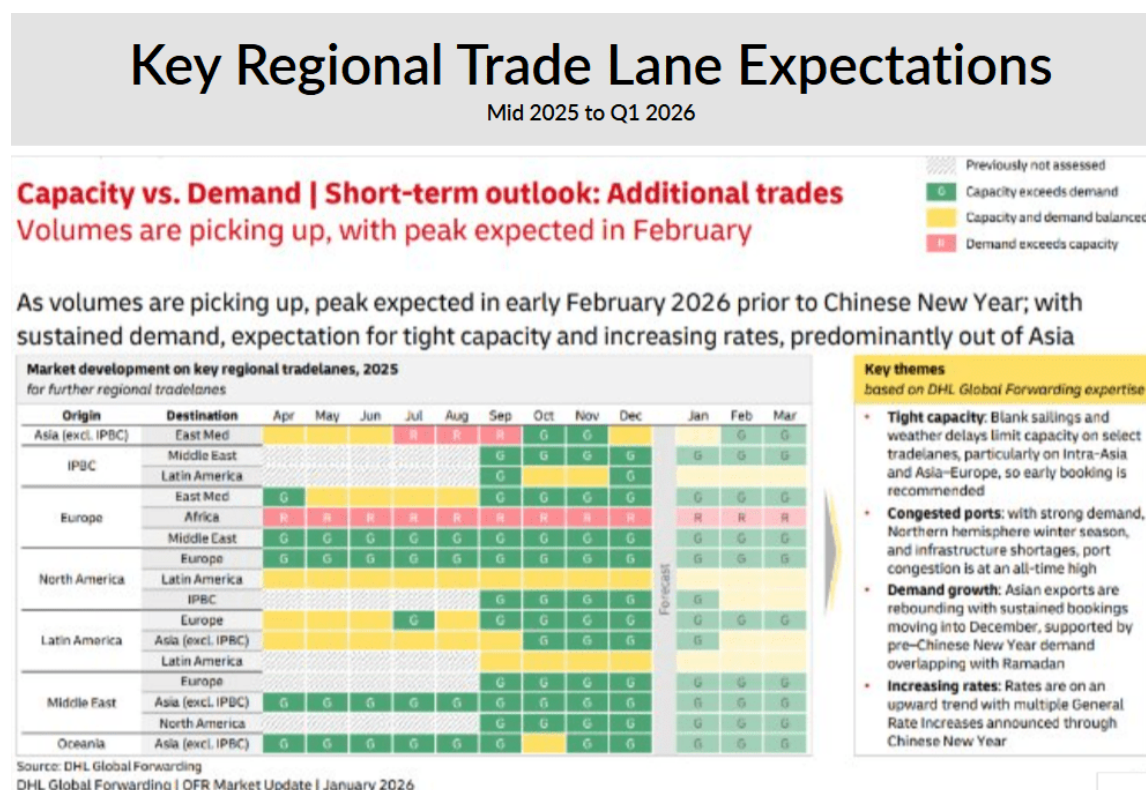 Key Regional Trade Lane Expectations
Mid 2025 to Q1 2026
Previously not assessed
Capacity vs. Demand | Short-term outlook: Additional trades
G Capacity exceeds demand
Volumes are picking up, with peak expected in February
Capacity and demand balanced
R Demand exceeds capacity
As volumes are picking up, peak expected in early February 2026 prior to Chinese New Year; with
sustained demand, expectation for tight capacity and increasing rates, predominantly out of Asia
Market development on key regional tradelanes, 2025
for further regional tradelanes
Origin Destination Apr May Jun Jul Aug Sep Oct Nov Dec Jan Feb Mar
Asia (excl. IPBC) East Med R R R G G G G
IPBC
Middle East G G G G G G G
Latin America G G
Europe
East Med G G G G G G G G
Africa R R R R R R R R R R R R
Middle East G G G G G G G G G G G G
North America
Europe G G G G G G G G G G G G
Latin America
IPBC G G G G G
Latin America
Europe G G G G G G G G
Asia (excl. IPBC) G G G G
Latin America
Middle East
Europe G G G G G G G
Asia (excl. IPBC) G G G G G G G G G G G G
North America G G G G G G G
Oceania Asia (excl. IPBC) G G G G G G G G G G G
Forecast
Key themes
based on DHL Global Forwarding expertise
• Tight capacity: Blank sailings and
weather delays limit capacity on select
tradelanes, particularly on Intra-Asia
and Asia–Europe, so early booking is
recommended
• Congested ports: with strong demand,
Northern hemisphere winter season,
and infrastructure shortages, port
congestion is at an all-time high
• Demand growth: Asian exports are
rebounding with sustained bookings
moving into December, supported by
pre–Chinese New Year demand
overlapping with Ramadan
• Increasing rates: Rates are on an
upward trend with multiple General
Rate Increases announced through
Chinese New Year
Source: DHL Global Forwarding
DHL Global Forwarding | OFR Market Update | January 2026